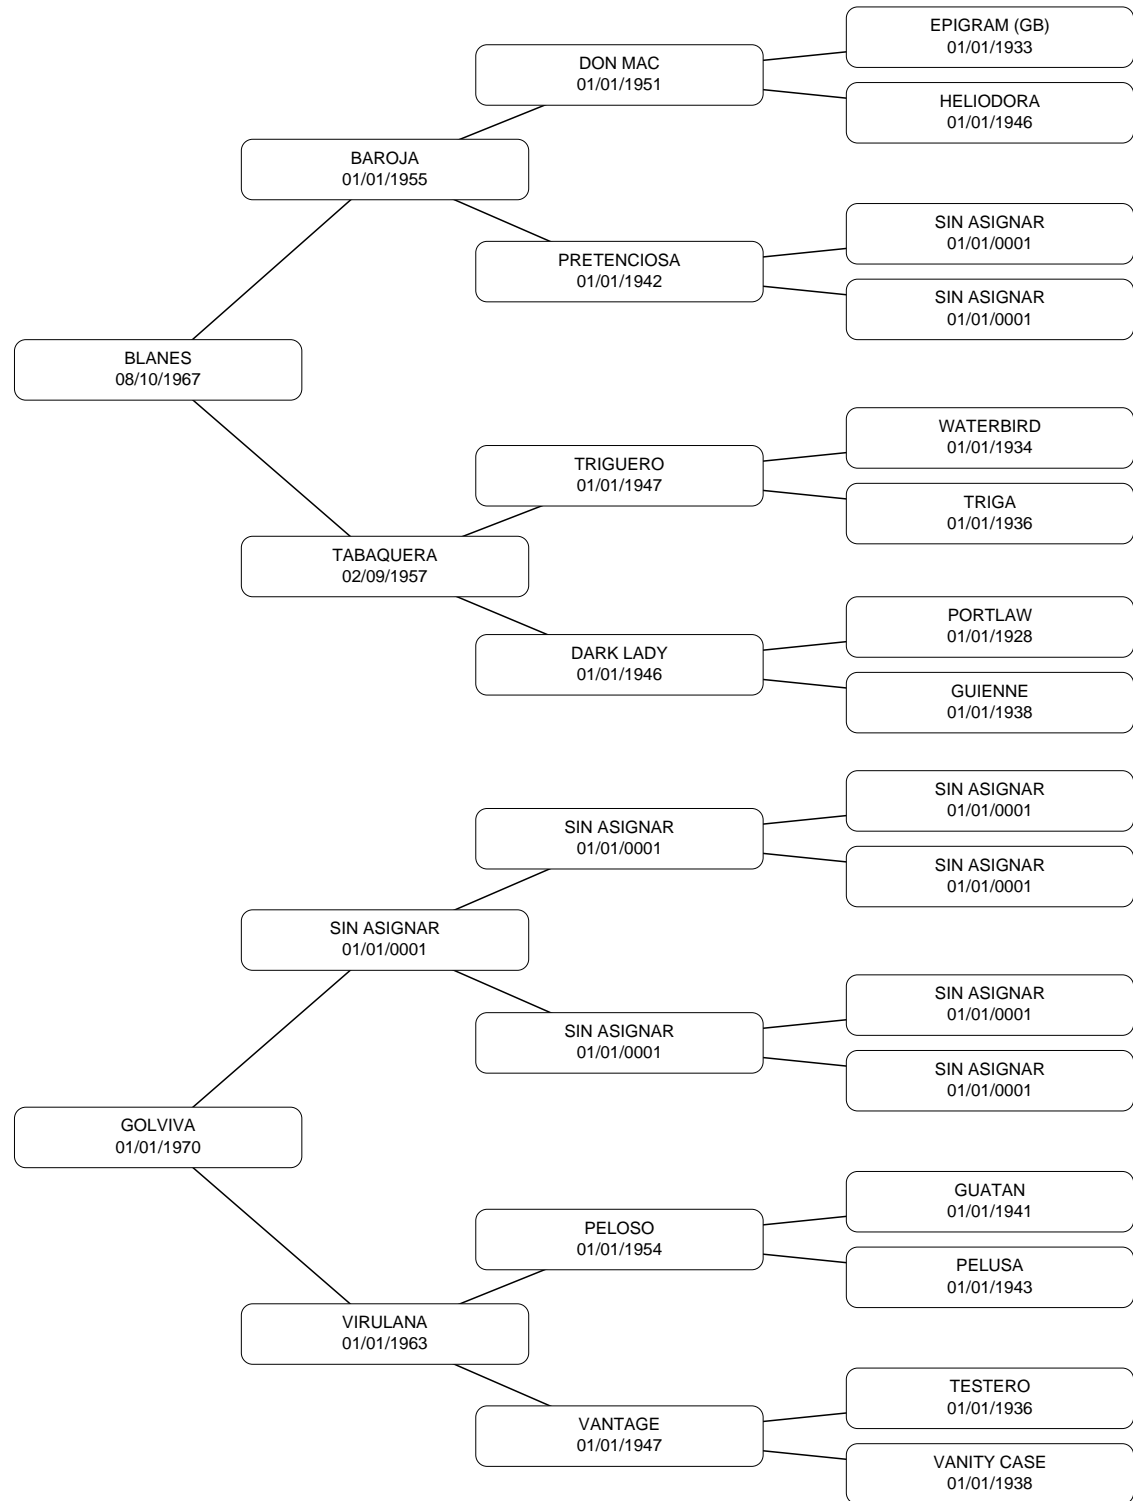 EPIGRAM (GB)
01/01/1933
DON MAC
01/01/1951
HELIODORA
01/01/1946
BAROJA
01/01/1955
SIN ASIGNAR
01/01/0001
PRETENCIOSA
01/01/1942
SIN ASIGNAR
01/01/0001
BLANES
08/10/1967
WATERBIRD
01/01/1934
TRIGUERO
01/01/1947
TRIGA
01/01/1936
TABAQUERA
02/09/1957
PORTLAW
01/01/1928
DARK LADY
01/01/1946
GUIENNE
01/01/1938
SIN ASIGNAR
01/01/0001
SIN ASIGNAR
01/01/0001
SIN ASIGNAR
01/01/0001
SIN ASIGNAR
01/01/0001
SIN ASIGNAR
01/01/0001
SIN ASIGNAR
01/01/0001
SIN ASIGNAR
01/01/0001
GOLVIVA
01/01/1970
GUATAN
01/01/1941
PELOSO
01/01/1954
PELUSA
01/01/1943
VIRULANA
01/01/1963
TESTERO
01/01/1936
VANTAGE
01/01/1947
VANITY CASE
01/01/1938